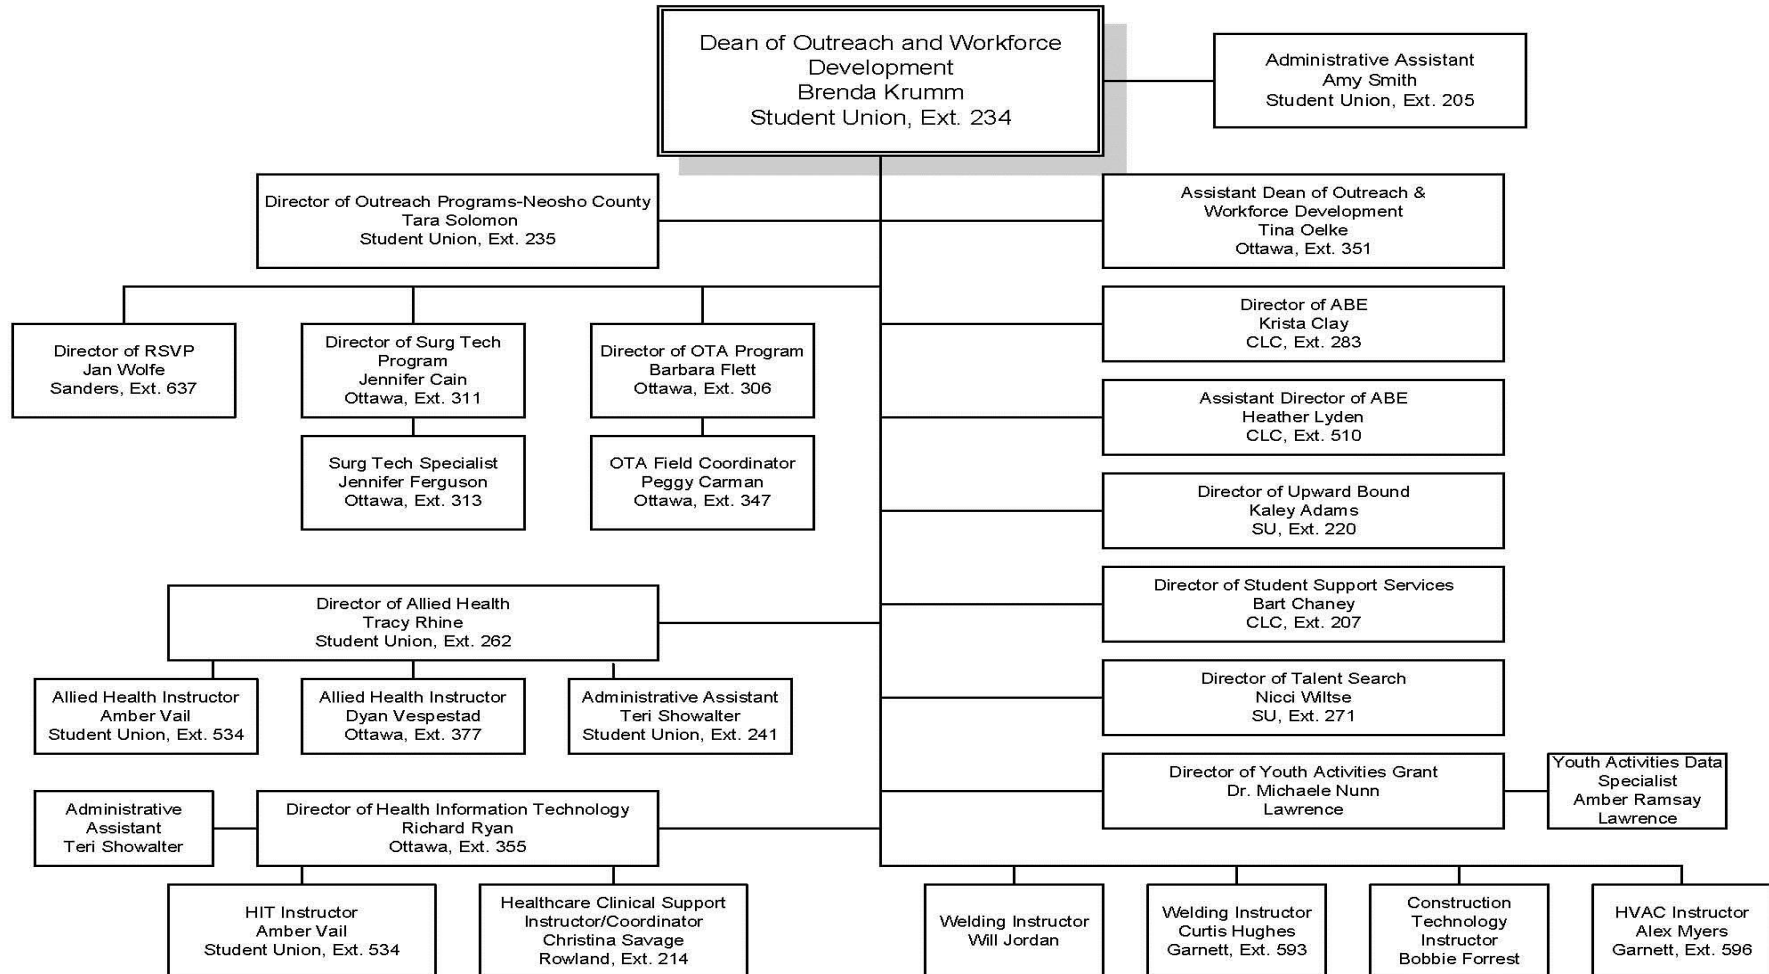 Dean of Outreach and Workforce
Development
Brenda Krumm
Student Union, Ext. 234
Administrative Assistant
Amy Smith
Student Union, Ext. 205
Director of Outreach Programs-Neosho County
Tara Solomon
Student Union, Ext. 235
Assistant Dean of Outreach &
Workforce Development
Tina Oelke
Ottawa, Ext. 351
Director of RSVP
Jan Wolfe
Sanders, Ext. 637
Director of Surg Tech
Program
Jennifer Cain
Ottawa, Ext. 311
Director of OTA Program
Barbara Flett
Ottawa, Ext. 306
Director of ABE
Krista Clay
CLC, Ext. 283
Surg Tech Specialist
Jennifer Ferguson
Ottawa, Ext. 313
OTA Field Coordinator
Peggy Carman
Ottawa, Ext. 347
Assistant Director of ABE
Heather Lyden
CLC, Ext. 510
Director of Upward Bound
Kaley Adams
SU, Ext. 220
Director of Allied Health
Tracy Rhine
Student Union, Ext. 262
Director of Student Support Services
Bart Chaney
CLC, Ext. 207
Allied Health Instructor
Amber Vail
Student Union, Ext. 534
Allied Health Instructor
Dyan Vespestad
Ottawa, Ext. 377
Administrative Assistant
Teri Showalter
Student Union, Ext. 241
Director of Talent Search
Nicci Wiltse
SU, Ext. 271
Director of Youth Activities Grant
Dr. Michaele Nunn
Lawrence
Youth Activities Data
Specialist
Amber Ramsay
Lawrence
Administrative
Assistant
Teri Showalter
Director of Health Information Technology
Richard Ryan
Ottawa, Ext. 355
HIT Instructor
Amber Vail
Student Union, Ext. 534
Healthcare Clinical Support
Instructor/Coordinator
Christina Savage
Rowland, Ext. 214
Welding Instructor
Will Jordan
Welding Instructor
Curtis Hughes
Garnett, Ext. 593
Construction
Technology
Instructor
Bobbie Forrest
HVAC Instructor
Alex Myers
Garnett, Ext. 596